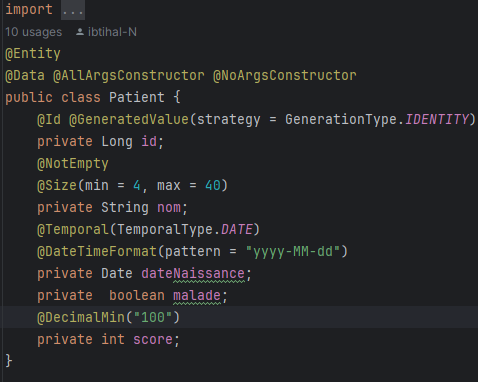 import ...
10 usages ibtihal-N
@Entity
@Data @AllArgsConstructor @NoArgsConstructor
public class Patient {
    @Id @GeneratedValue(strategy = GenerationType.IDENTITY)
    private Long id;
    @NotEmpty
    @Size(min = 4, max = 40)
    private String nom;
    @Temporal(TemporalType.DATE)
    @DateTimeFormat(pattern = "yyyy-MM-dd")
    private Date dateNaissance;
    private  boolean malade;
    @DecimalMin("100")
    private int score;
}